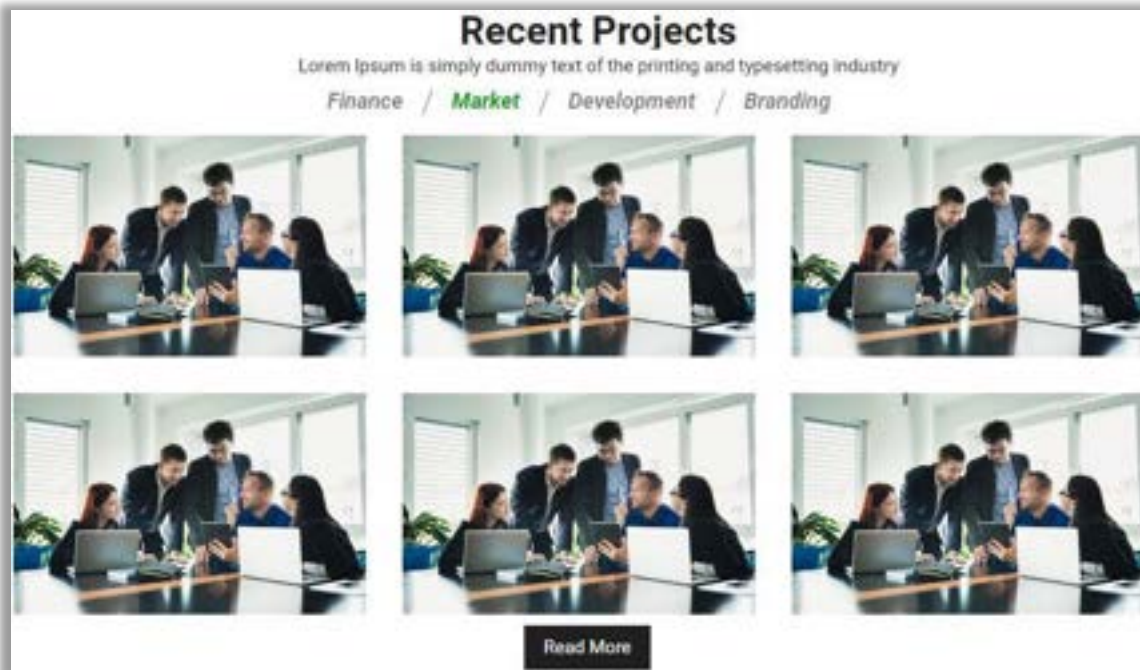 Recent Projects
Lorem Ipsum is simply dummy text of the printing and typesetting industry
Finance / Market / Development / Branding
Read More